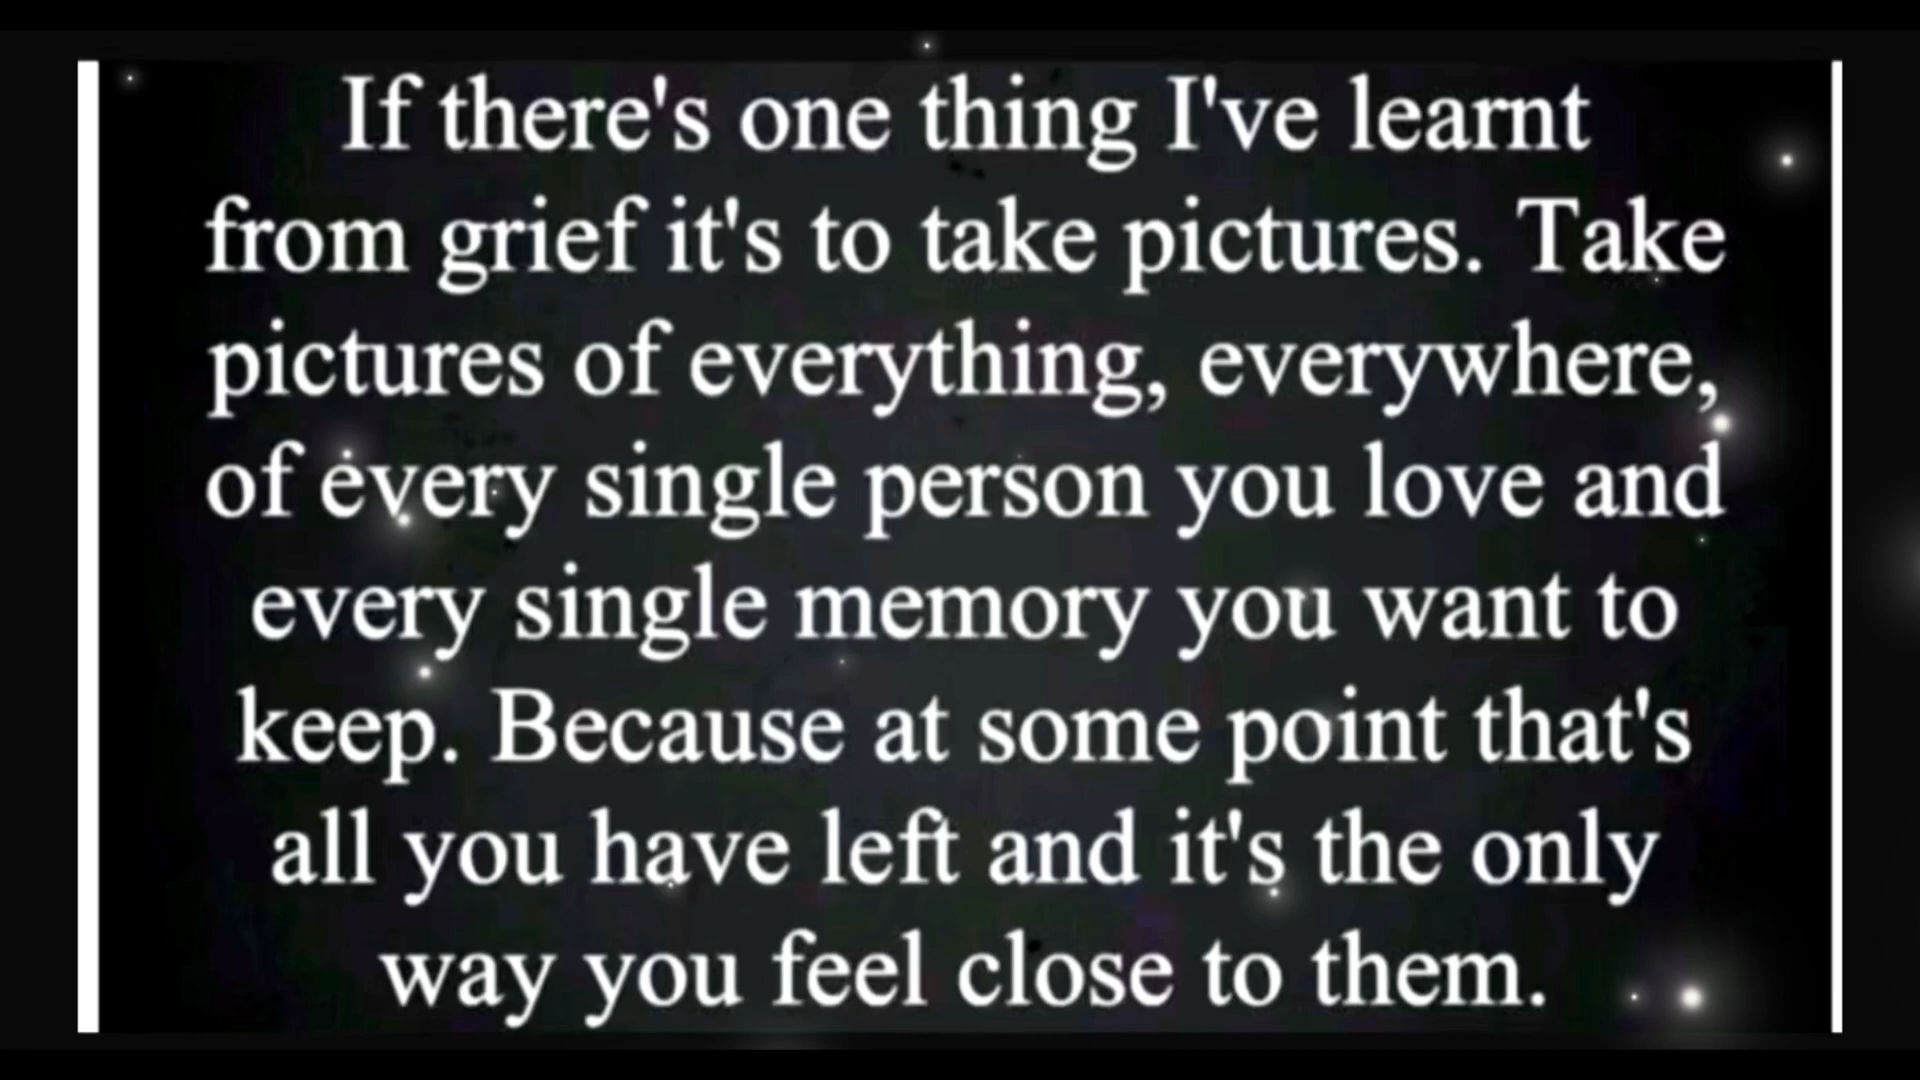 If there's one thing I've learnt
from grief it's to take pictures. Take
pictures of everything, everywhere,
of every single person you love and
every single memory you want to
keep. Because at some point that's
all you have left and it's the only
way you feel close to them.